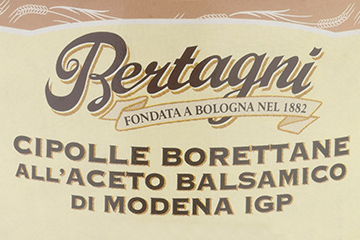 Bertagni
FONDATA A BOLOGNA NEL 1882
CIPOLLE BORETTANE
ALL'ACETO BALSAMICO
DI MODENA IGP